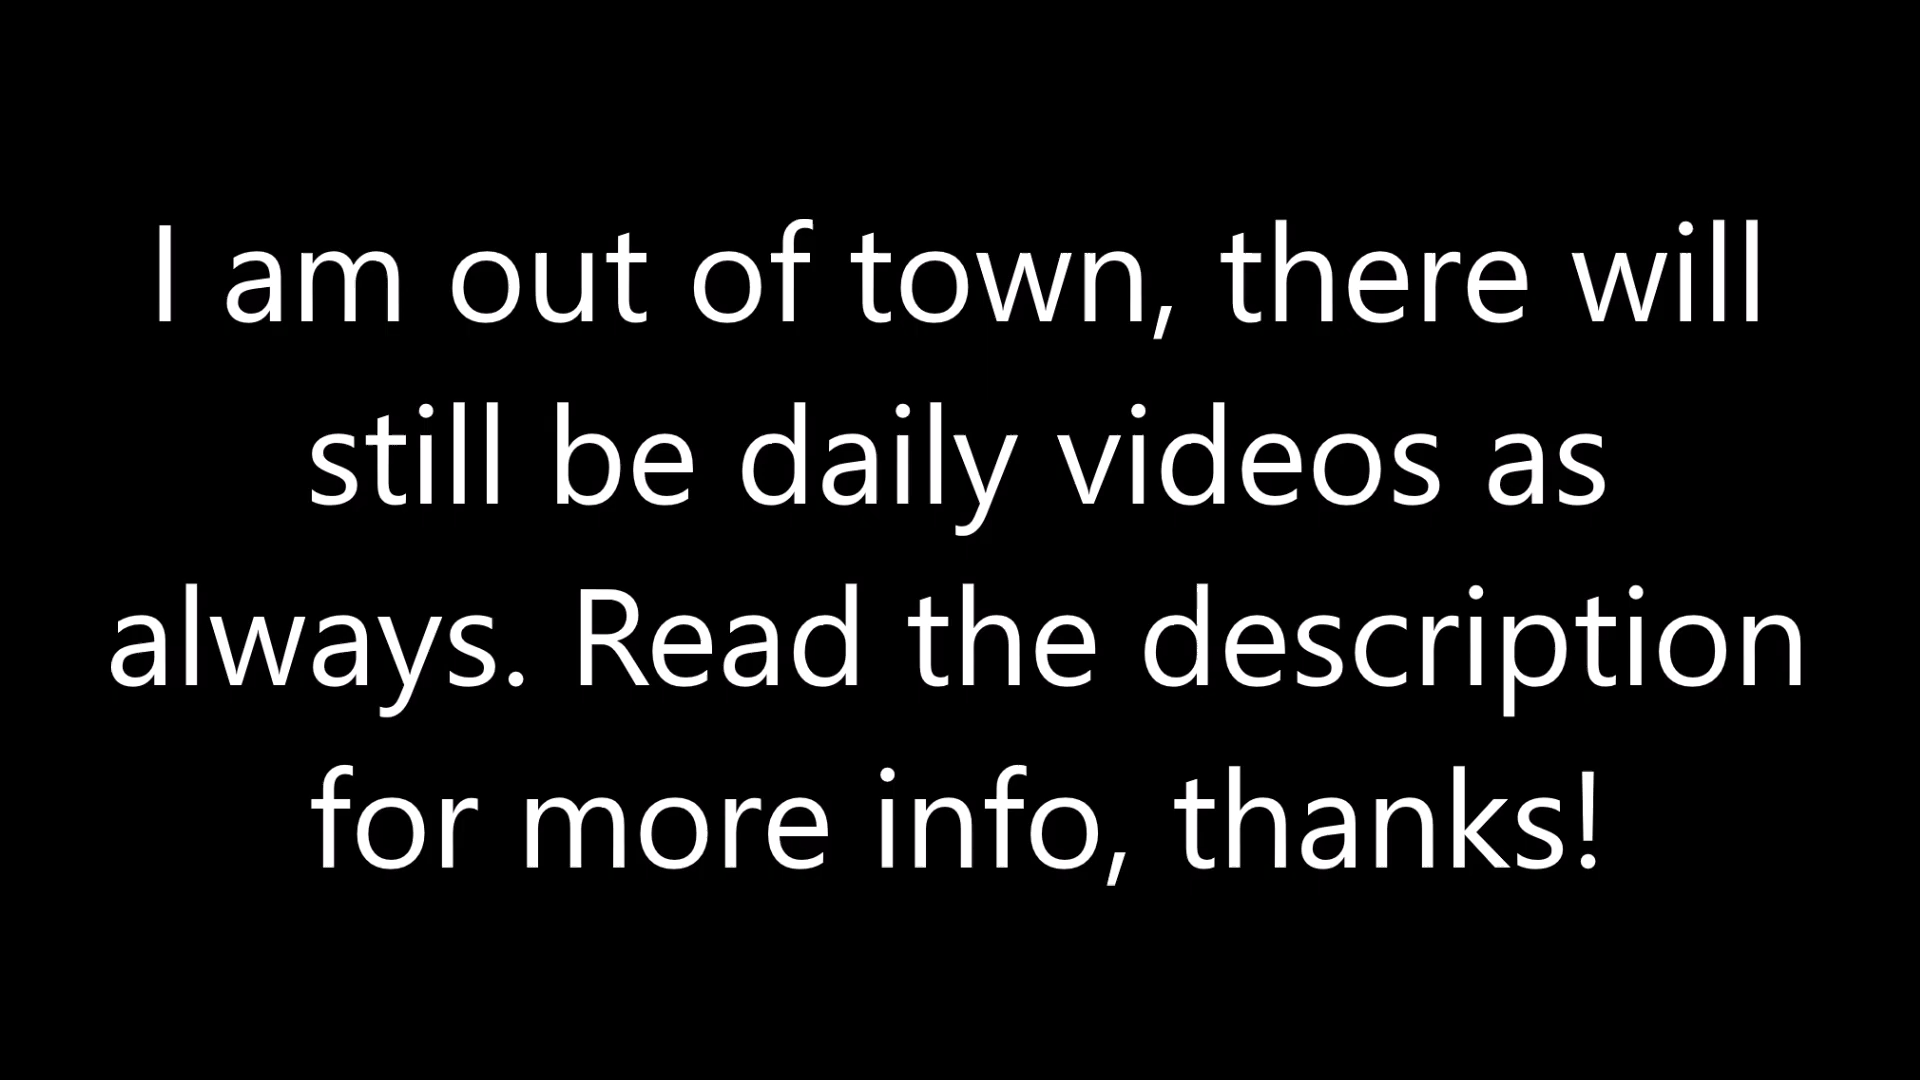 I am out of town, there will
still be daily videos as
always. Read the description
for more info, thanks!